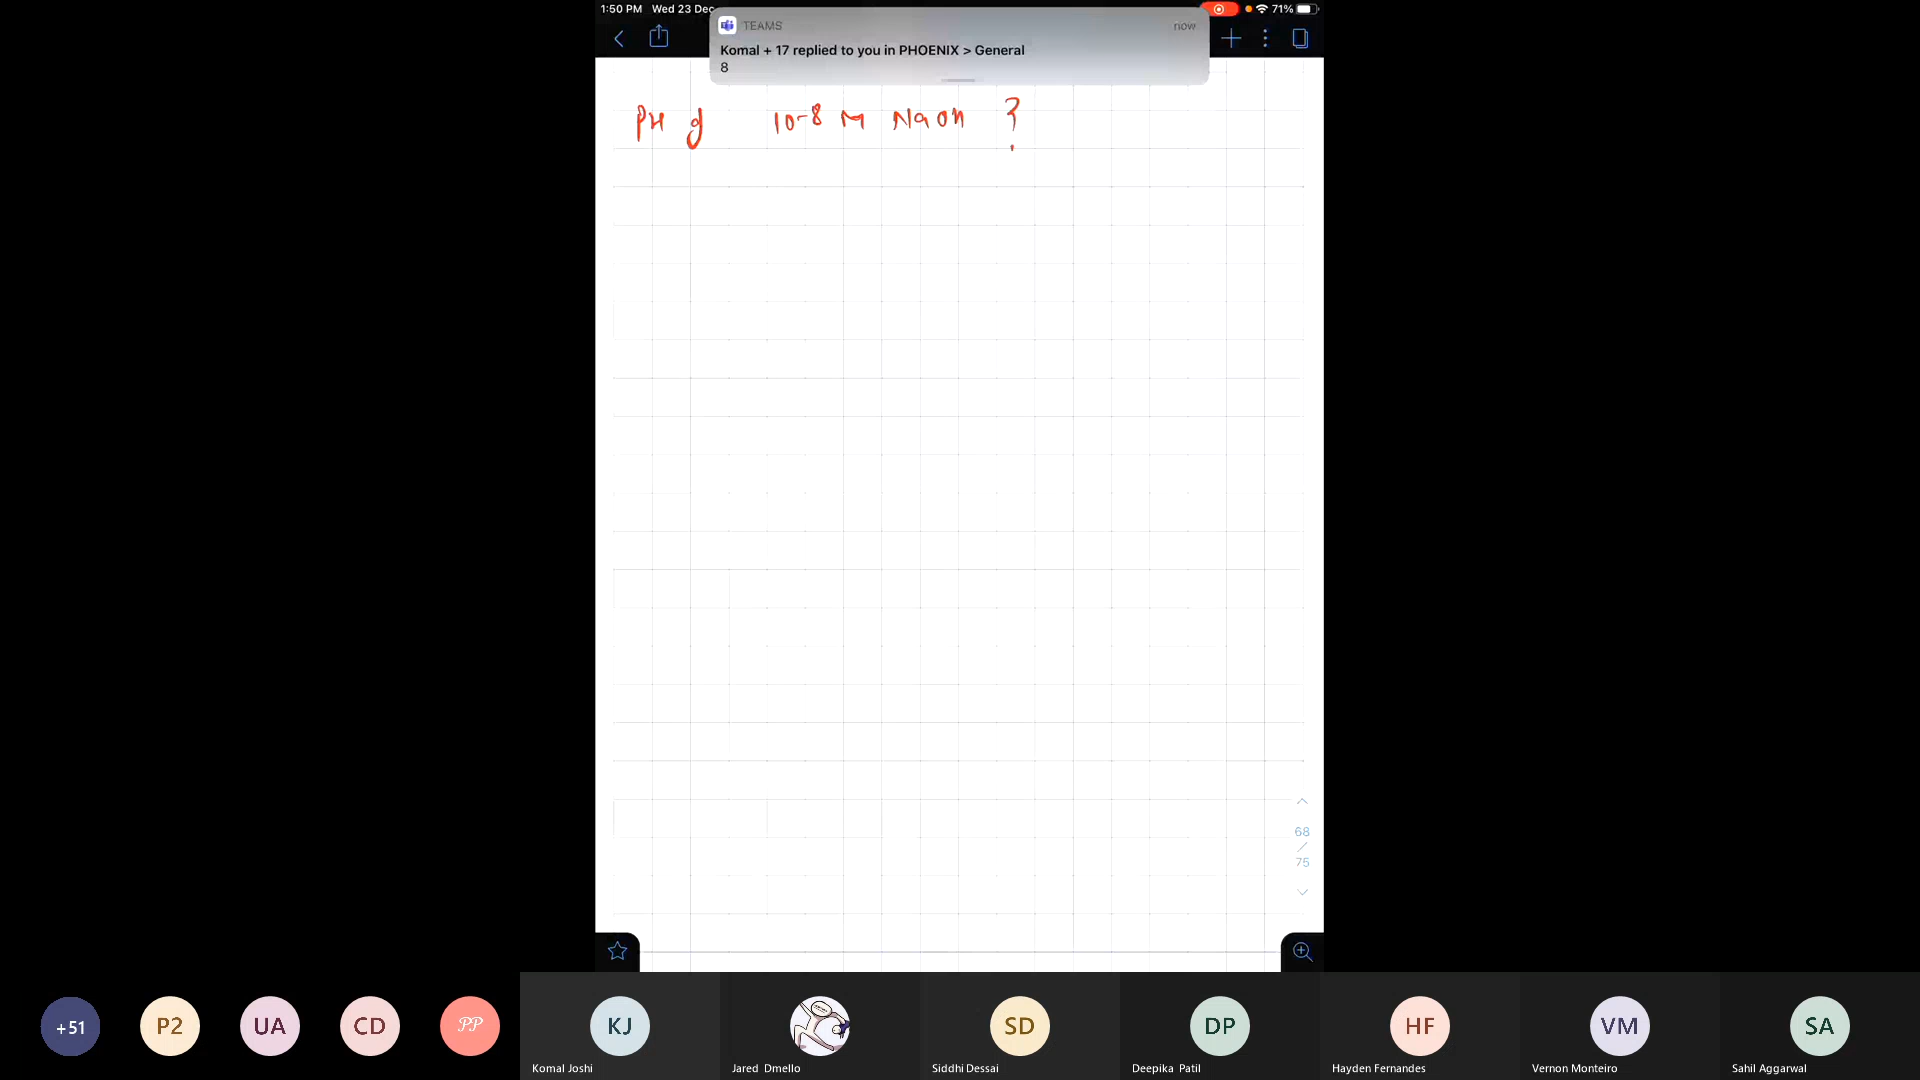 1:50 PM Wed 23 Dec
71%
TEAMS
now
Komal + 17 replied to you in PHOENIX > General
8
PH of 10-8 M NaOH ?
68
/
75
+51
P2
UA
CD
PP
KJ
SD
DP
HF
VM
SA
Komal Joshi
Jared Dmello
Siddhi Dessai
Deepika Patil
Hayden Fernandes
Vernon Monteiro
Sahil Aggarwal